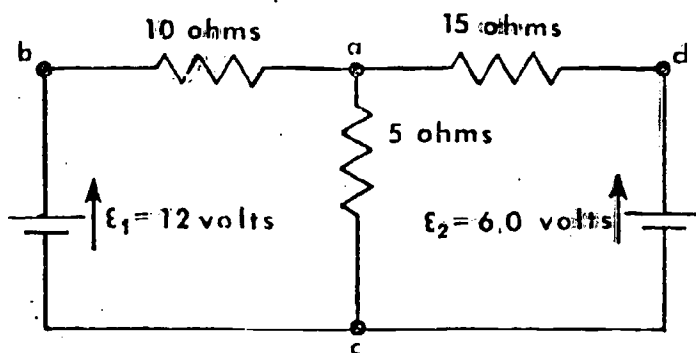 10 ohms
15 ohms
b
a
d
5 ohms
ε₁ = 12 volts
ε₂ = 6.0 volts
c